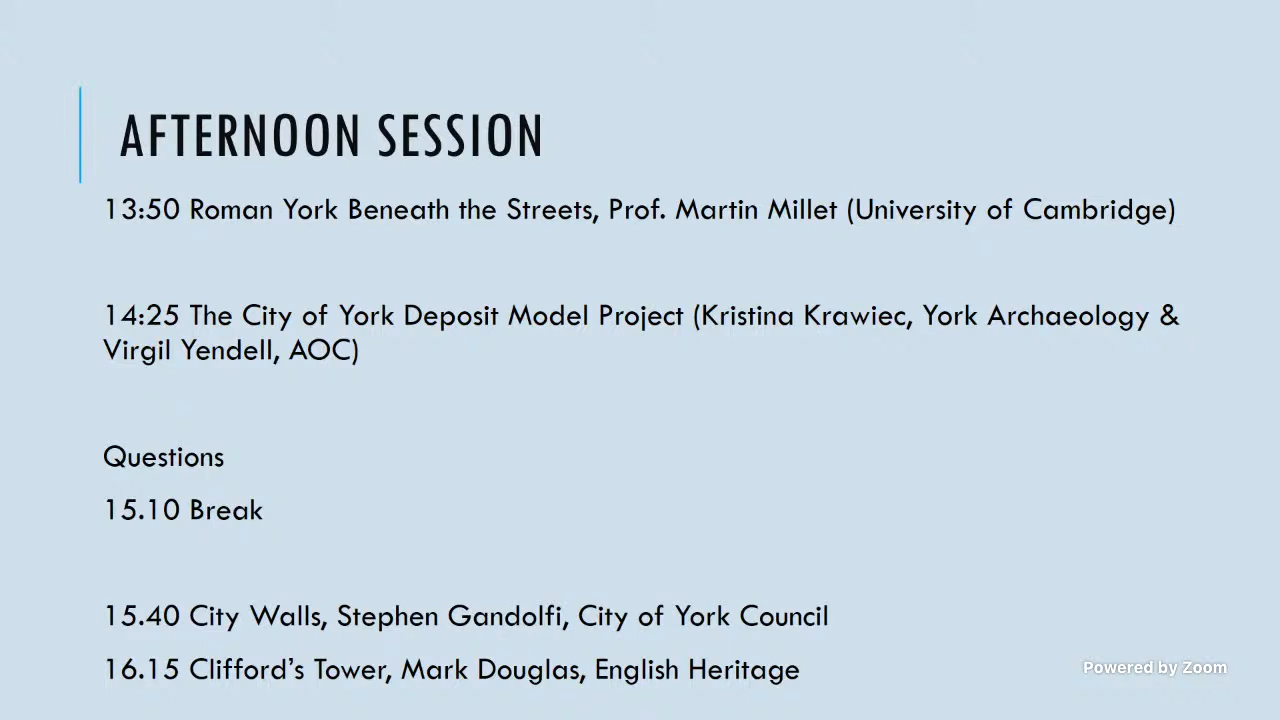 AFTERNOON SESSION
13:50 Roman York Beneath the Streets, Prof. Martin Millet (University of Cambridge)
14:25 The City of York Deposit Model Project (Kristina Krawiec, York Archaeology &
Virgil Yendell, AOC)
Questions
15.10 Break
15.40 City Walls, Stephen Gandolfi, City of York Council
16.15 Clifford’s Tower, Mark Douglas, English Heritage
Powered by Zoom